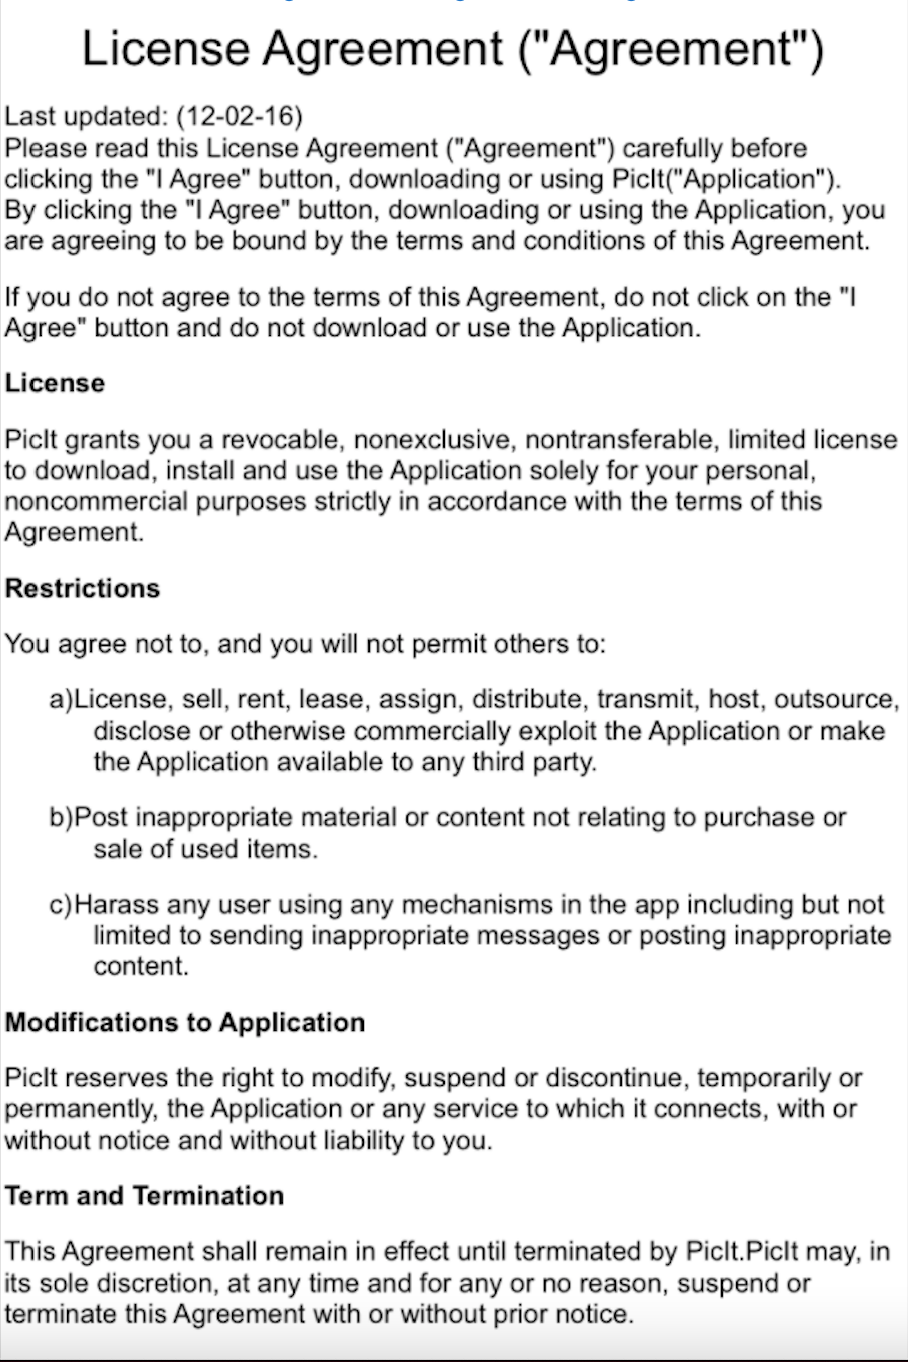 License Agreement ("Agreement")
Last updated: (12-02-16)
Please read this License Agreement ("Agreement") carefully before
clicking the "I Agree" button, downloading or using PicIt("Application").
By clicking the "I Agree" button, downloading or using the Application, you
are agreeing to be bound by the terms and conditions of this Agreement.
If you do not agree to the terms of this Agreement, do not click on the "I
Agree" button and do not download or use the Application.
License
PicIt grants you a revocable, nonexclusive, nontransferable, limited license
to download, install and use the Application solely for your personal,
noncommercial purposes strictly in accordance with the terms of this
Agreement.
Restrictions
You agree not to, and you will not permit others to:
a)License, sell, rent, lease, assign, distribute, transmit, host, outsource,
disclose or otherwise commercially exploit the Application or make
the Application available to any third party.
b)Post inappropriate material or content not relating to purchase or
sale of used items.
c)Harass any user using any mechanisms in the app including but not
limited to sending inappropriate messages or posting inappropriate
content.
Modifications to Application
PicIt reserves the right to modify, suspend or discontinue, temporarily or
permanently, the Application or any service to which it connects, with or
without notice and without liability to you.
Term and Termination
This Agreement shall remain in effect until terminated by PicIt.PicIt may, in
its sole discretion, at any time and for any or no reason, suspend or
terminate this Agreement with or without prior notice.